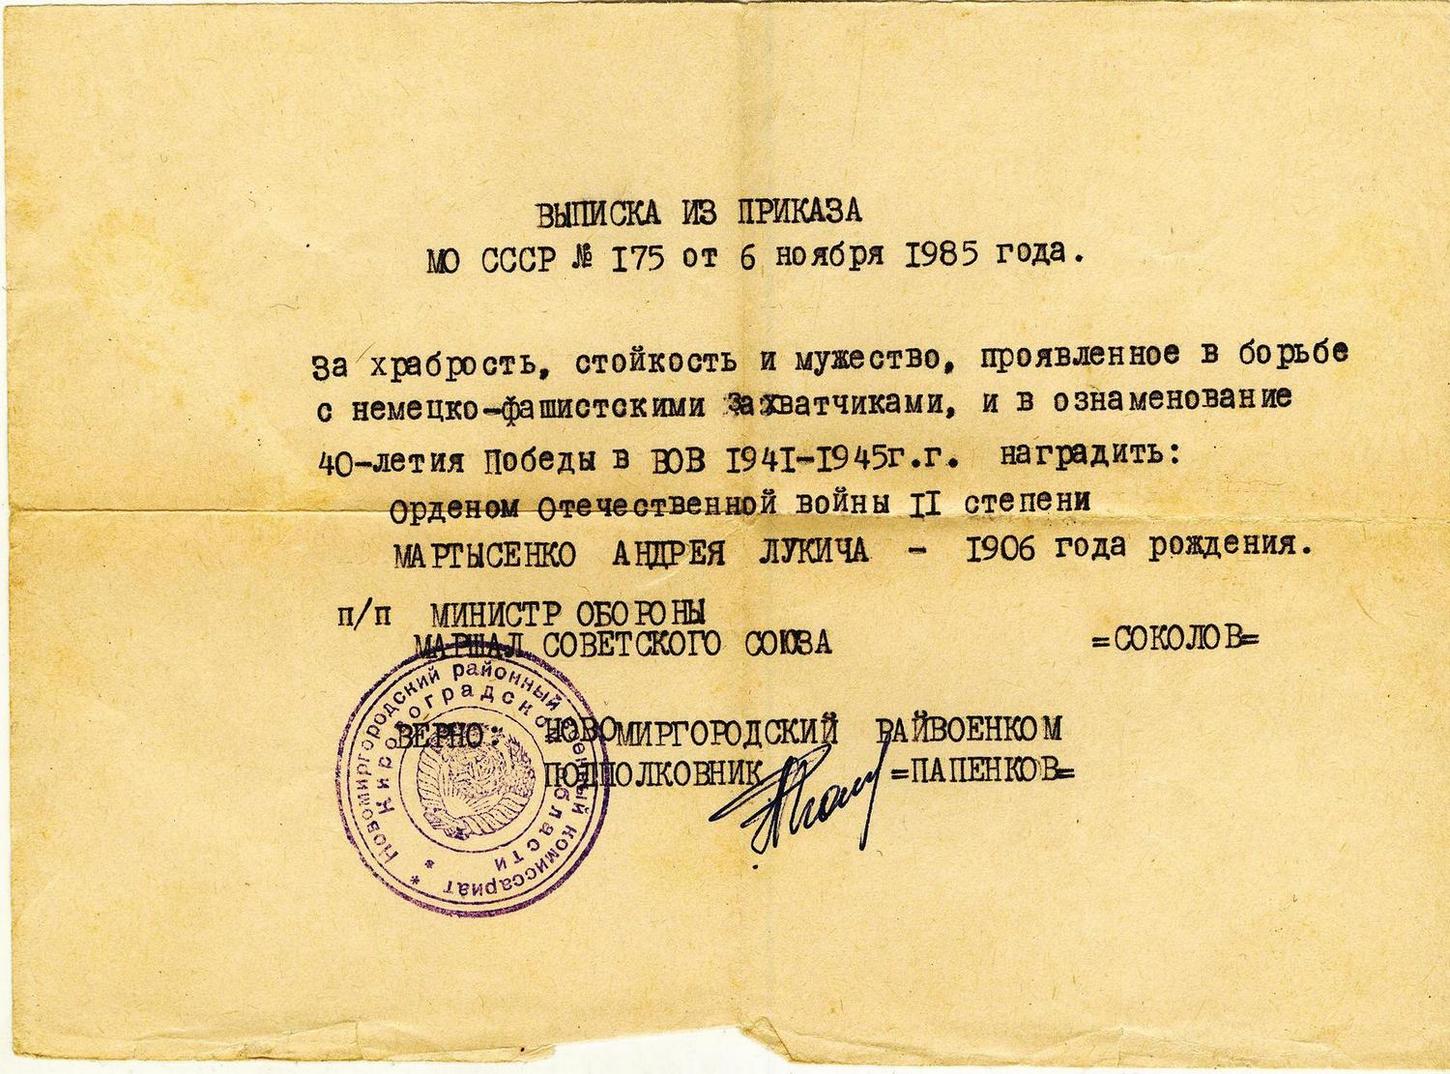 ВЫПИСКА ИЗ ПРИКАЗА
МО СССР № 175 от 6 ноября 1985 года.
За храбрость, стойкость и мужество, проявленное в борьбе
с немецко-фашистскими захватчиками, и в ознаменование
40-летия Победы в ВОВ 1941-1945г.г. наградить:
Орденом Отечественной войны II степени
МАРТЫСЕНКО АНДРЕЯ ЛУКИЧА - 1906 года рождения.
п/п МИНИСТР ОБОРОНЫ
МАРШАЛ СОВЕТСКОГО СОЮЗА =СОКОЛОВ=
ВЕРНО: НОВОМИРГОРОДСКИЙ РАЙВОЕНКОМ
ПОДПОЛКОВНИК =ПАПЕНКОВ=
Новомиргородский районный военный комиссариат
Кировоградской области